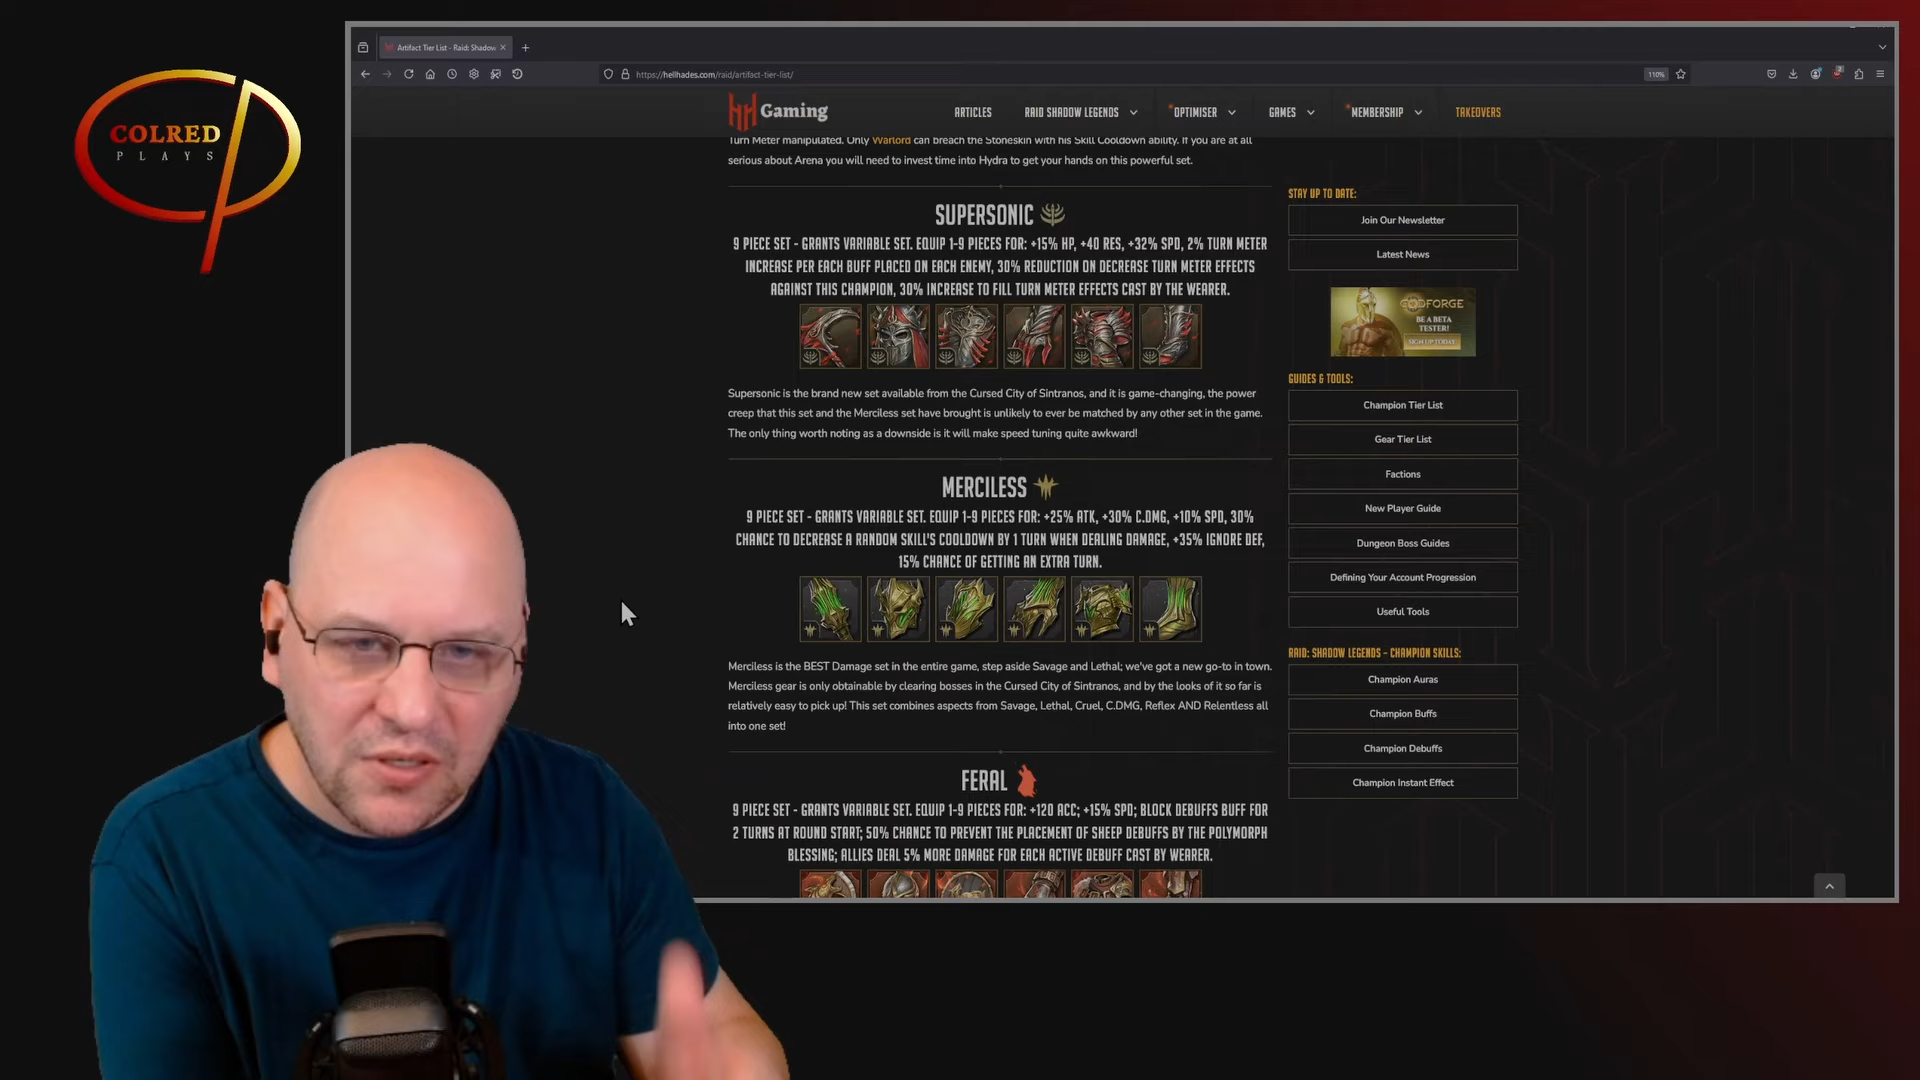 COLRED
PLAYS
Artifact Tier List - Raid: Shadow
https://hellhades.com/raid/artifact-tier-list/
110%
Gaming
ARTICLES
RAID SHADOW LEGENDS
OPTIMISER
GAMES
MEMBERSHIP
TAKEOVERS
Turn Meter manipulated. Only Warlord can breach the Stoneskin with his Skill Cooldown ability. If you are at all
serious about Arena you will need to invest time into Hydra to get your hands on this powerful set.
SUPERSONIC
9 PIECE SET - GRANTS VARIABLE SET. EQUIP 1-9 PIECES FOR: +15% HP, +40 RES, +32% SPD, 2% TURN METER
INCREASE PER EACH BUFF PLACED ON EACH ENEMY, 30% REDUCTION ON DECREASE TURN METER EFFECTS
AGAINST THIS CHAMPION, 30% INCREASE TO FILL TURN METER EFFECTS CAST BY THE WEARER.
Supersonic is the brand new set available from the Cursed City of Sintranos, and it is game-changing, the power
creep that this set and the Merciless set have brought is unlikely to ever be matched by any other set in the game.
The only thing worth noting as a downside is it will make speed tuning quite awkward!
MERCILESS
9 PIECE SET - GRANTS VARIABLE SET. EQUIP 1-9 PIECES FOR: +25% ATK, +30% C.DMG, +10% SPD, 30%
CHANCE TO DECREASE A RANDOM SKILL'S COOLDOWN BY 1 TURN WHEN DEALING DAMAGE, +35% IGNORE DEF,
15% CHANCE OF GETTING AN EXTRA TURN.
Merciless is the BEST Damage set in the entire game, step aside Savage and Lethal; we've got a new go-to in town.
Merciless gear is only obtainable by clearing bosses in the Cursed City of Sintranos, and by the looks of it so far is
relatively easy to pick up! This set combines aspects from Savage, Lethal, Cruel, C.DMG, Reflex AND Relentless all
into one set!
FERAL
9 PIECE SET - GRANTS VARIABLE SET. EQUIP 1-9 PIECES FOR: +120 ACC; +15% SPD; BLOCK DEBUFFS BUFF FOR
2 TURNS AT ROUND START; 50% CHANCE TO PREVENT THE PLACEMENT OF SHEEP DEBUFFS BY THE POLYMORPH
BLESSING; ALLIES DEAL 5% MORE DAMAGE FOR EACH ACTIVE DEBUFF CAST BY WEARER.
STAY UP TO DATE:
Join Our Newsletter
Latest News
GODFORGE
BE A BETA
TESTER!
SIGN UP TODAY
GUIDES & TOOLS:
Champion Tier List
Gear Tier List
Factions
New Player Guide
Dungeon Boss Guides
Defining Your Account Progression
Useful Tools
RAID: SHADOW LEGENDS – CHAMPION SKILLS:
Champion Auras
Champion Buffs
Champion Debuffs
Champion Instant Effect